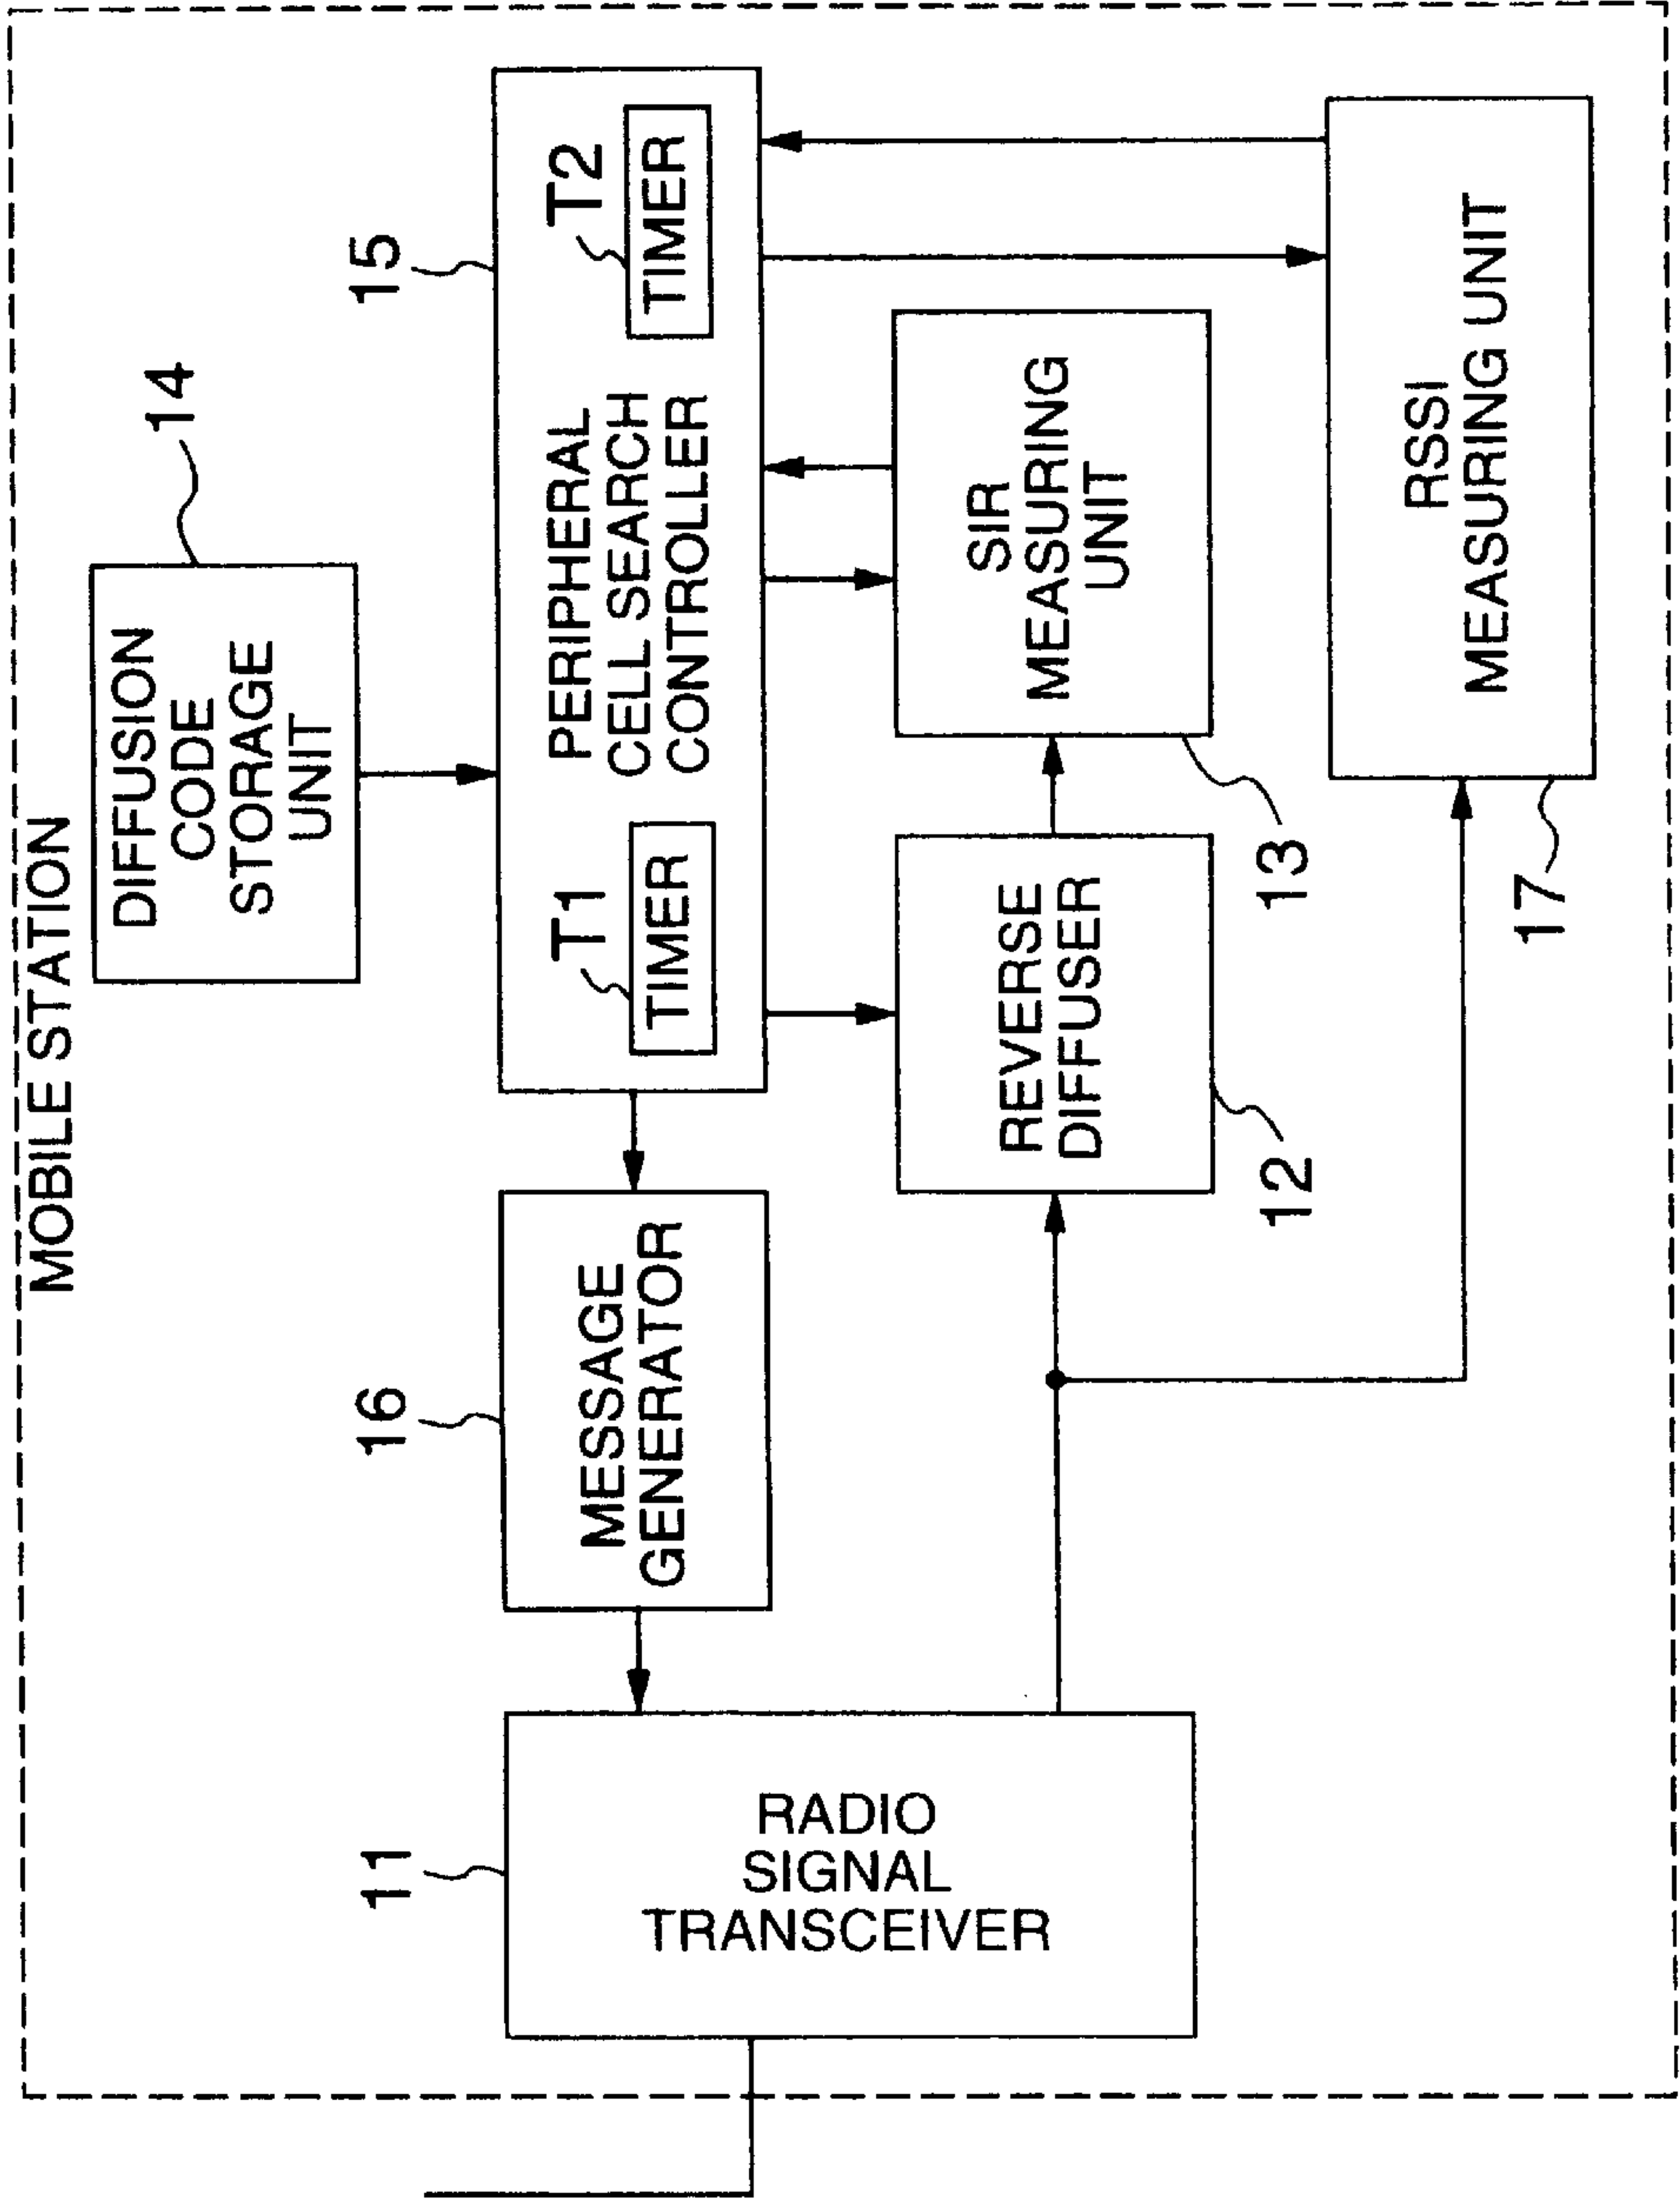 MOBILE STATION
DIFFUSION
CODE
STORAGE
UNIT
14
15
T1
TIMER
PERIPHERAL
CELL SEARCH
CONTROLLER
T2
TIMER
16
MESSAGE
GENERATOR
11
RADIO
SIGNAL
TRANSCEIVER
REVERSE
DIFFUSER
12
SIR
MEASURING
UNIT
13
RSSI
MEASURING UNIT
17